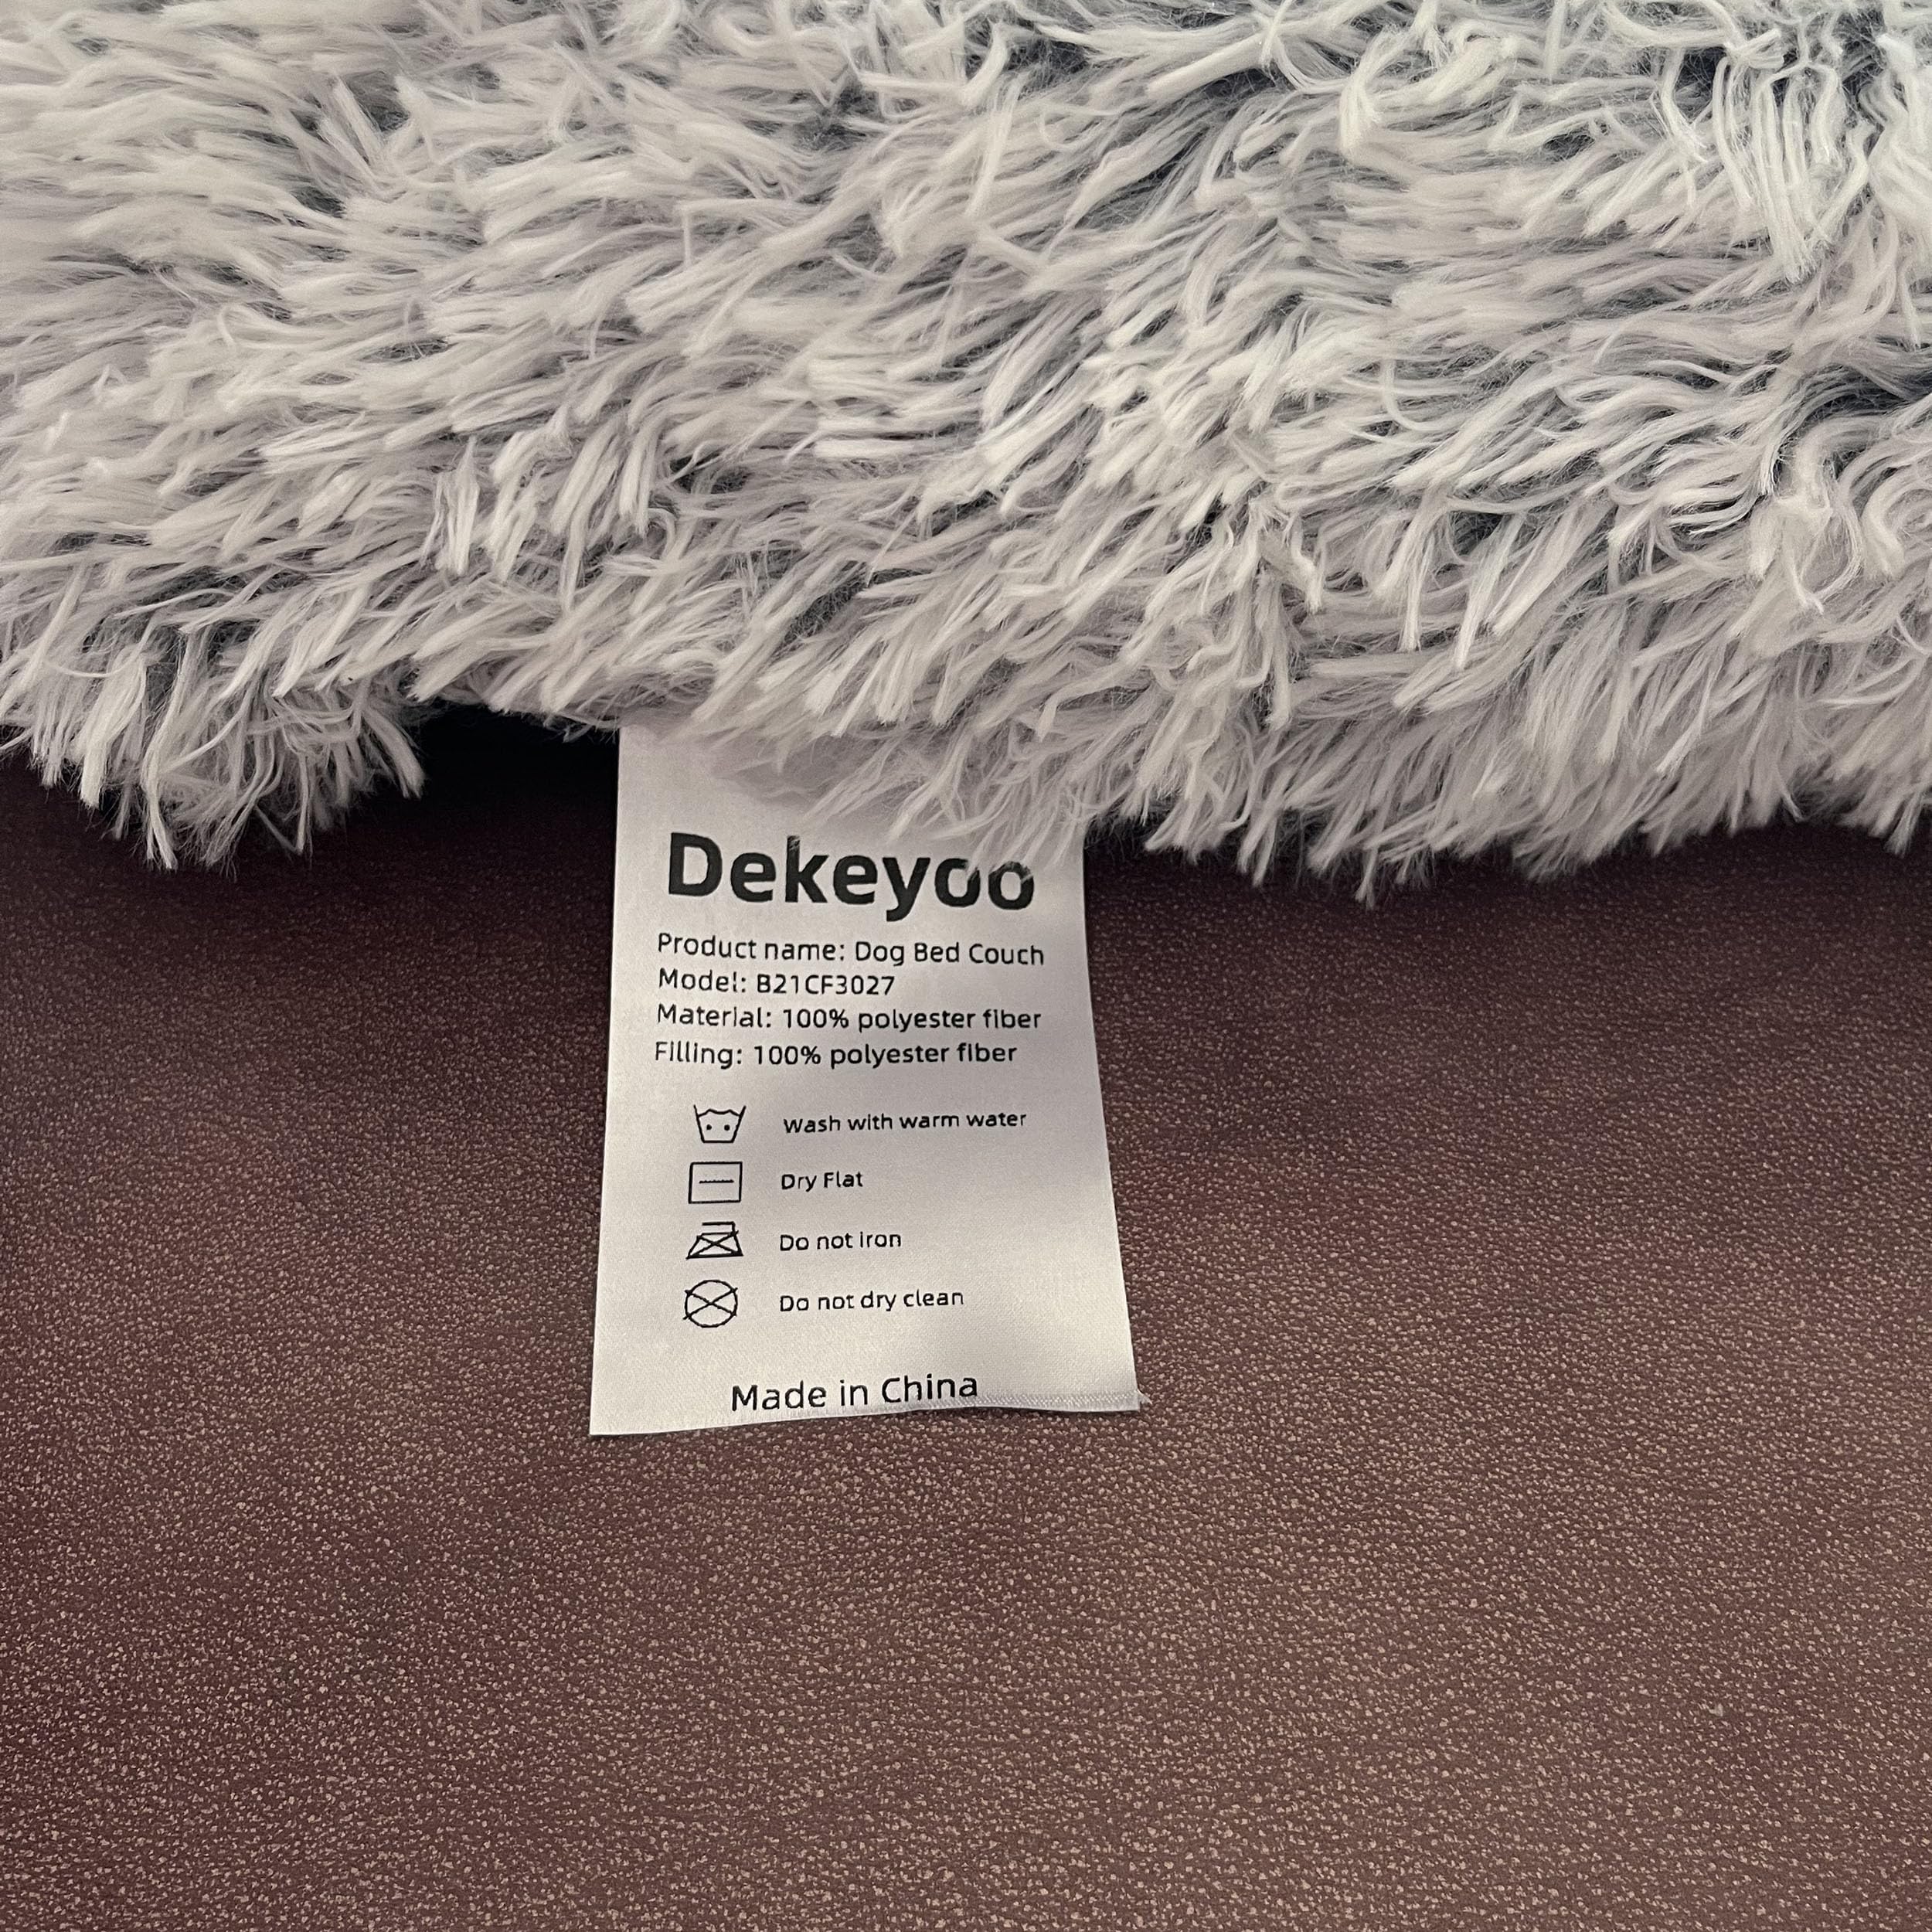 Dekeyoo
Product name: Dog Bed Couch
Model: B21CF3027
Material: 100% polyester fiber
Filling: 100% polyester fiber
Wash with warm water
Dry Flat
Do not iron
Do not dry clean
Made in China